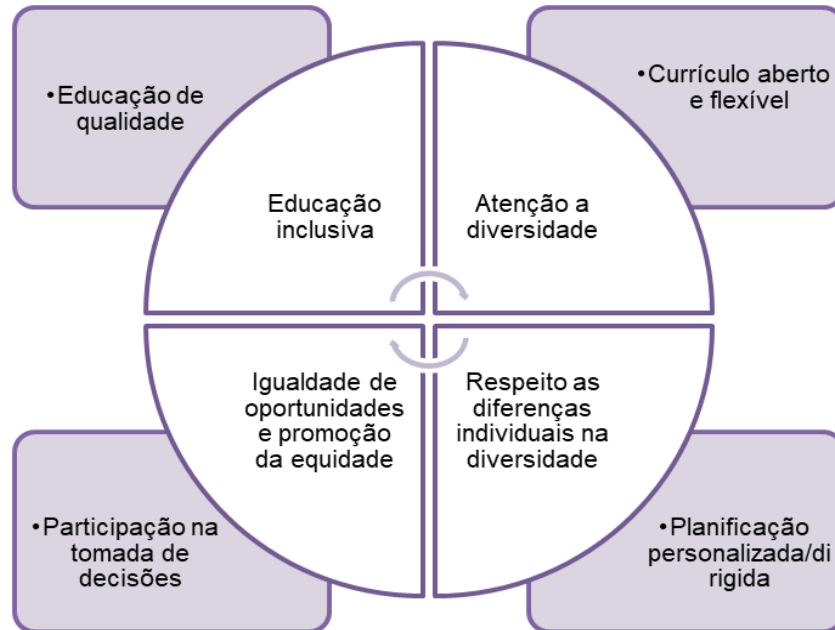 •Educação de
qualidade
Educação
inclusiva
Atenção a
diversidade
•Currículo aberto
e flexível
Igualdade de
oportunidades
e promoção
da equidade
Respeito as
diferenças
individuais na
diversidade
•Participação na
tomada de
decisões
•Planificação
personalizada/di
rigida